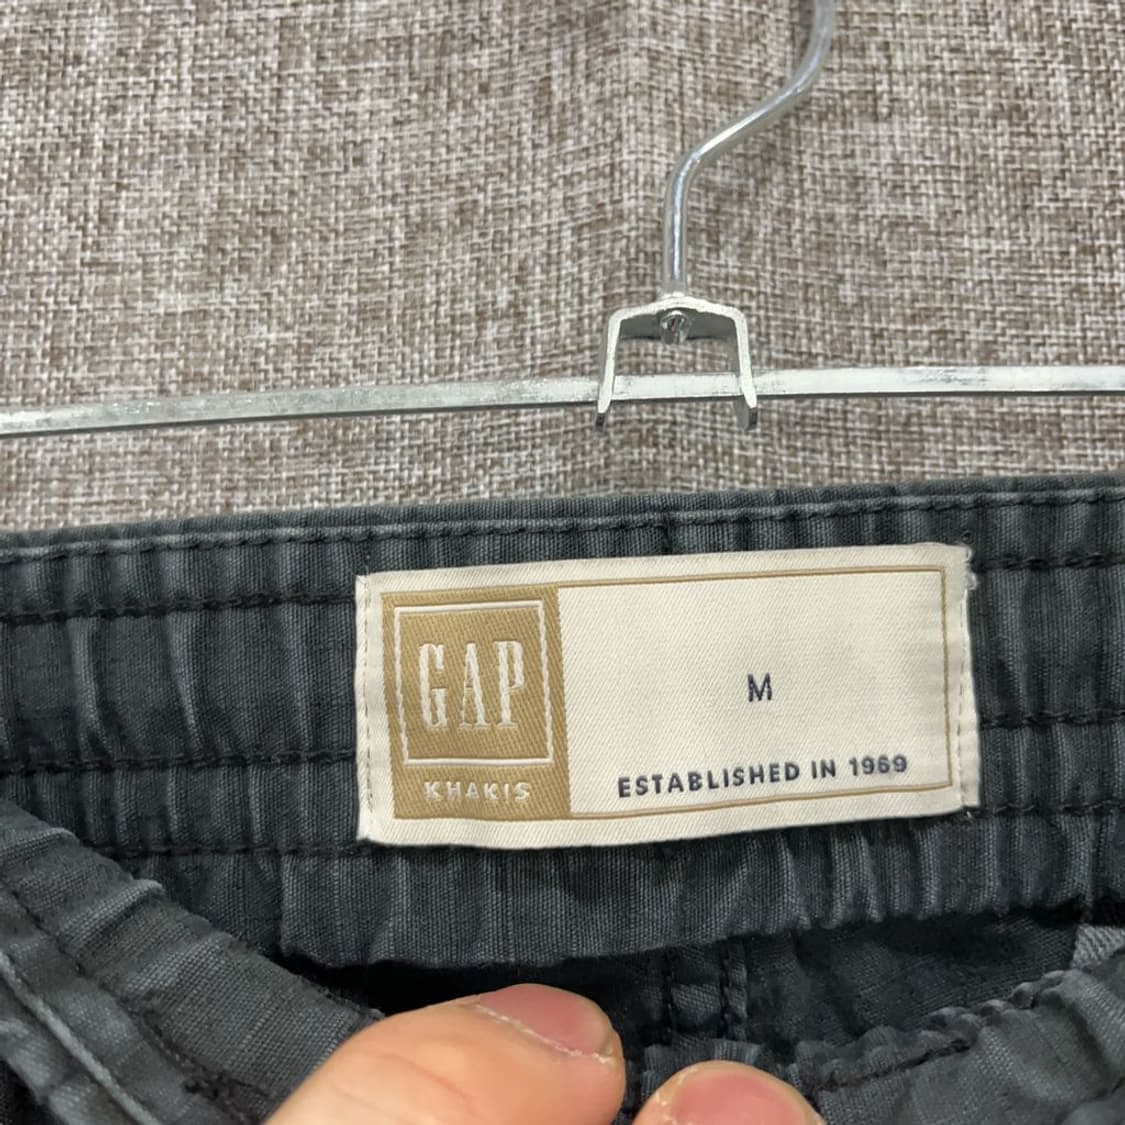 GAP
KHAKIS
M
ESTABLISHED IN 1969